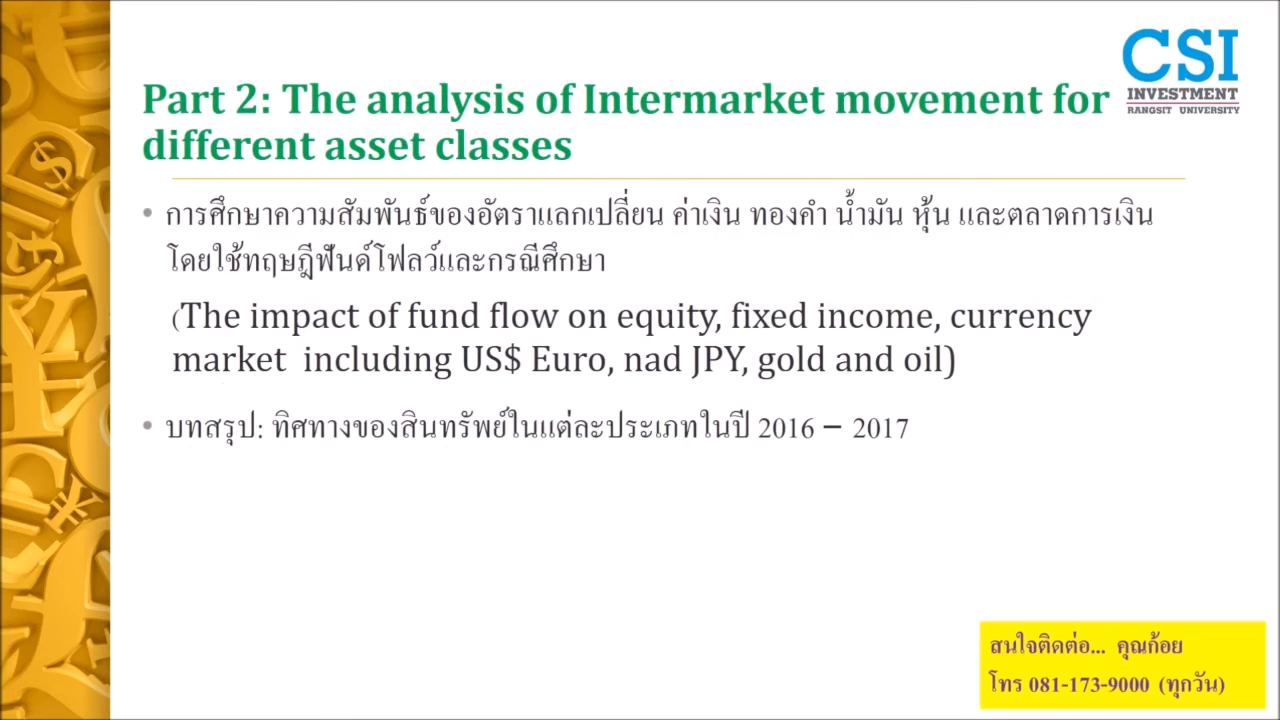 CSI
INVESTMENT
RANGSIT UNIVERSITY
Part 2: The analysis of Intermarket movement for
different asset classes
• การศึกษาความสัมพันธ์ของอัตราแลกเปลี่ยน ค่าเงิน ทองคำ น้ำมัน หุ้น และตลาดการเงิน
โดยใช้ทฤษฎีฟันด์โฟลว์และกรณีศึกษา
(The impact of fund flow on equity, fixed income, currency
market including US$ Euro, nad JPY, gold and oil)
• บทสรุป: ทิศทางของสินทรัพย์ในแต่ละประเภทในปี 2016 – 2017
สนใจติดต่อ... คุณก้อย
โทร 081-173-9000 (ทุกวัน)